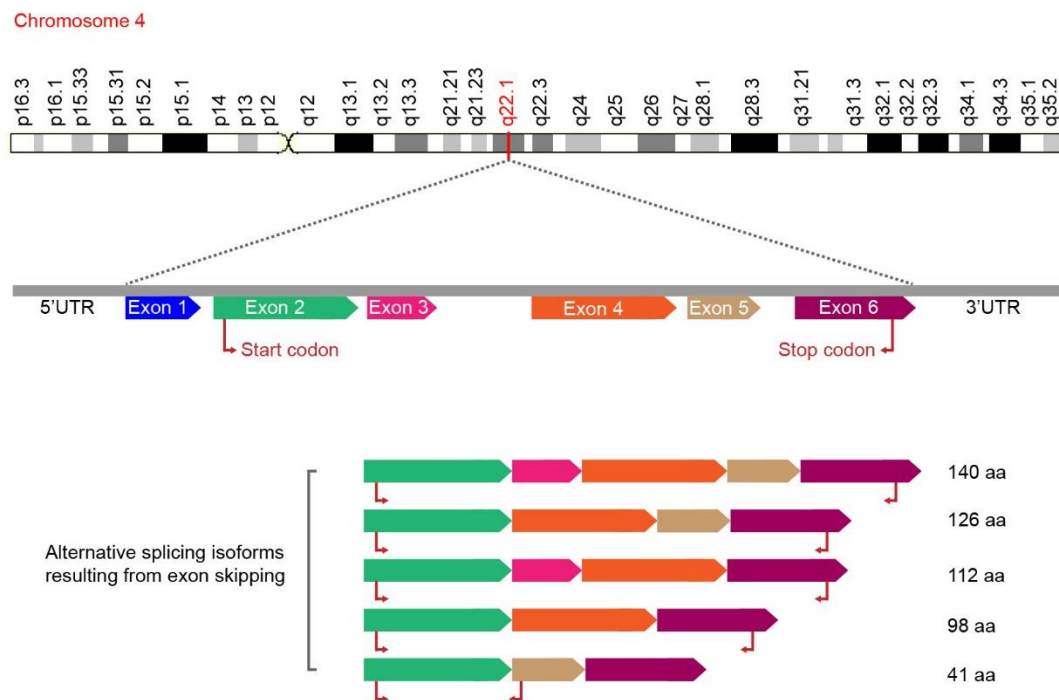 Chromosome 4
p16.3 p16.1 p15.33 p15.31 p15.2 p15.1 p14 p13 p12 q12 q13.1 q13.2 q13.3 q21.21 q21.23 q22.1 q22.3 q24 q25 q26 q27 q28.1 q28.3 q31.21 q31.3 q32.1 q32.2 q32.3 q34.1 q34.3 q35.1 q35.2
5’UTR Exon 1 Exon 2 Exon 3 Exon 4 Exon 5 Exon 6 3’UTR
Start codon Stop codon
140 aa
126 aa
Alternative splicing isoforms
resulting from exon skipping
112 aa
98 aa
41 aa